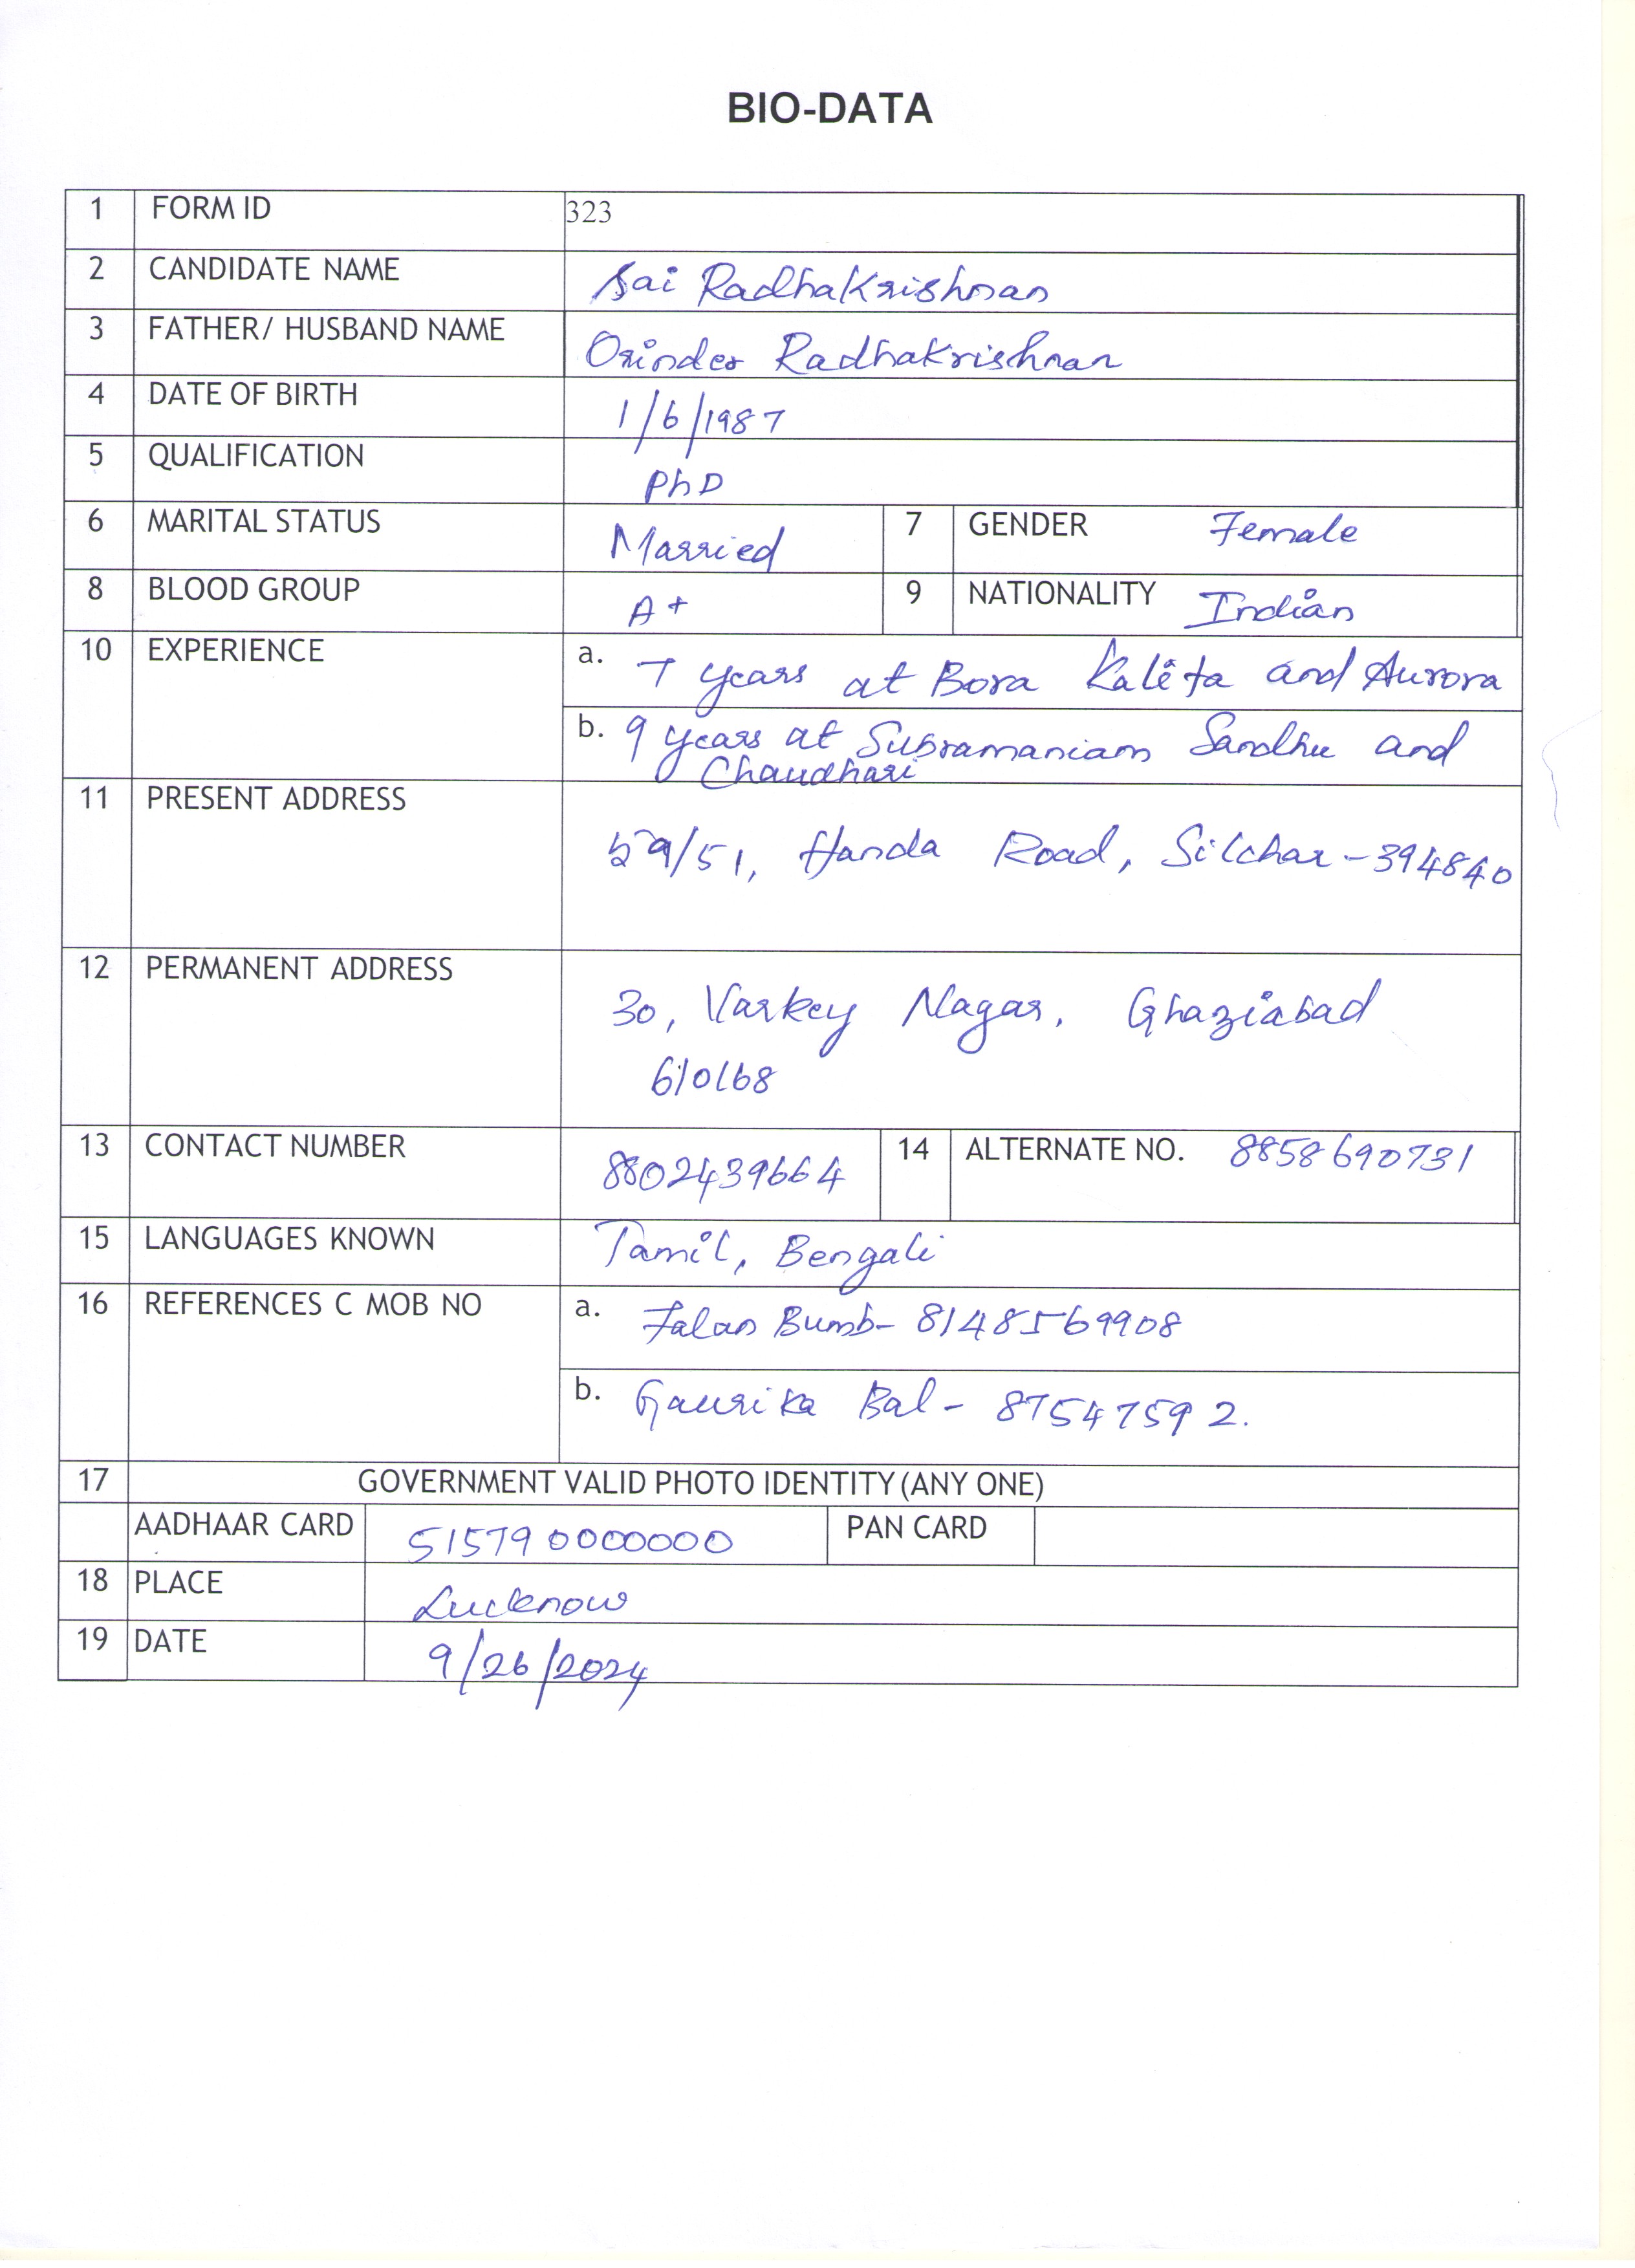 BIO-DATA
1 FORM ID 323
2 CANDIDATE NAME Sai Radhakrishnan
3 FATHER/ HUSBAND NAME Orinder Radhakrishnan
4 DATE OF BIRTH 1/6/1987
5 QUALIFICATION PhD
6 MARITAL STATUS Married 7 GENDER Female
8 BLOOD GROUP A+ 9 NATIONALITY Indian
10 EXPERIENCE a. 7 years at Bora Kaleta and Aurora
b. 9 years at Subramaniam Sandhu and
Chaudhari
11 PRESENT ADDRESS
Handa Road, Silchar - 394840
12 PERMANENT ADDRESS
30, Varkey Nagar, Ghaziabad
610168
13 CONTACT NUMBER 8802439664 14 ALTERNATE NO. 8858690731
15 LANGUAGES KNOWN Tamil, Bengali
16 REFERENCES C MOB NO a. Falan Bumb - 8148569908
b. Gaurika Bal - 87547592.
17 GOVERNMENT VALID PHOTO IDENTITY (ANY ONE)
AADHAAR CARD 515790000000 PAN CARD
18 PLACE Lucknow
19 DATE 9/26/2024